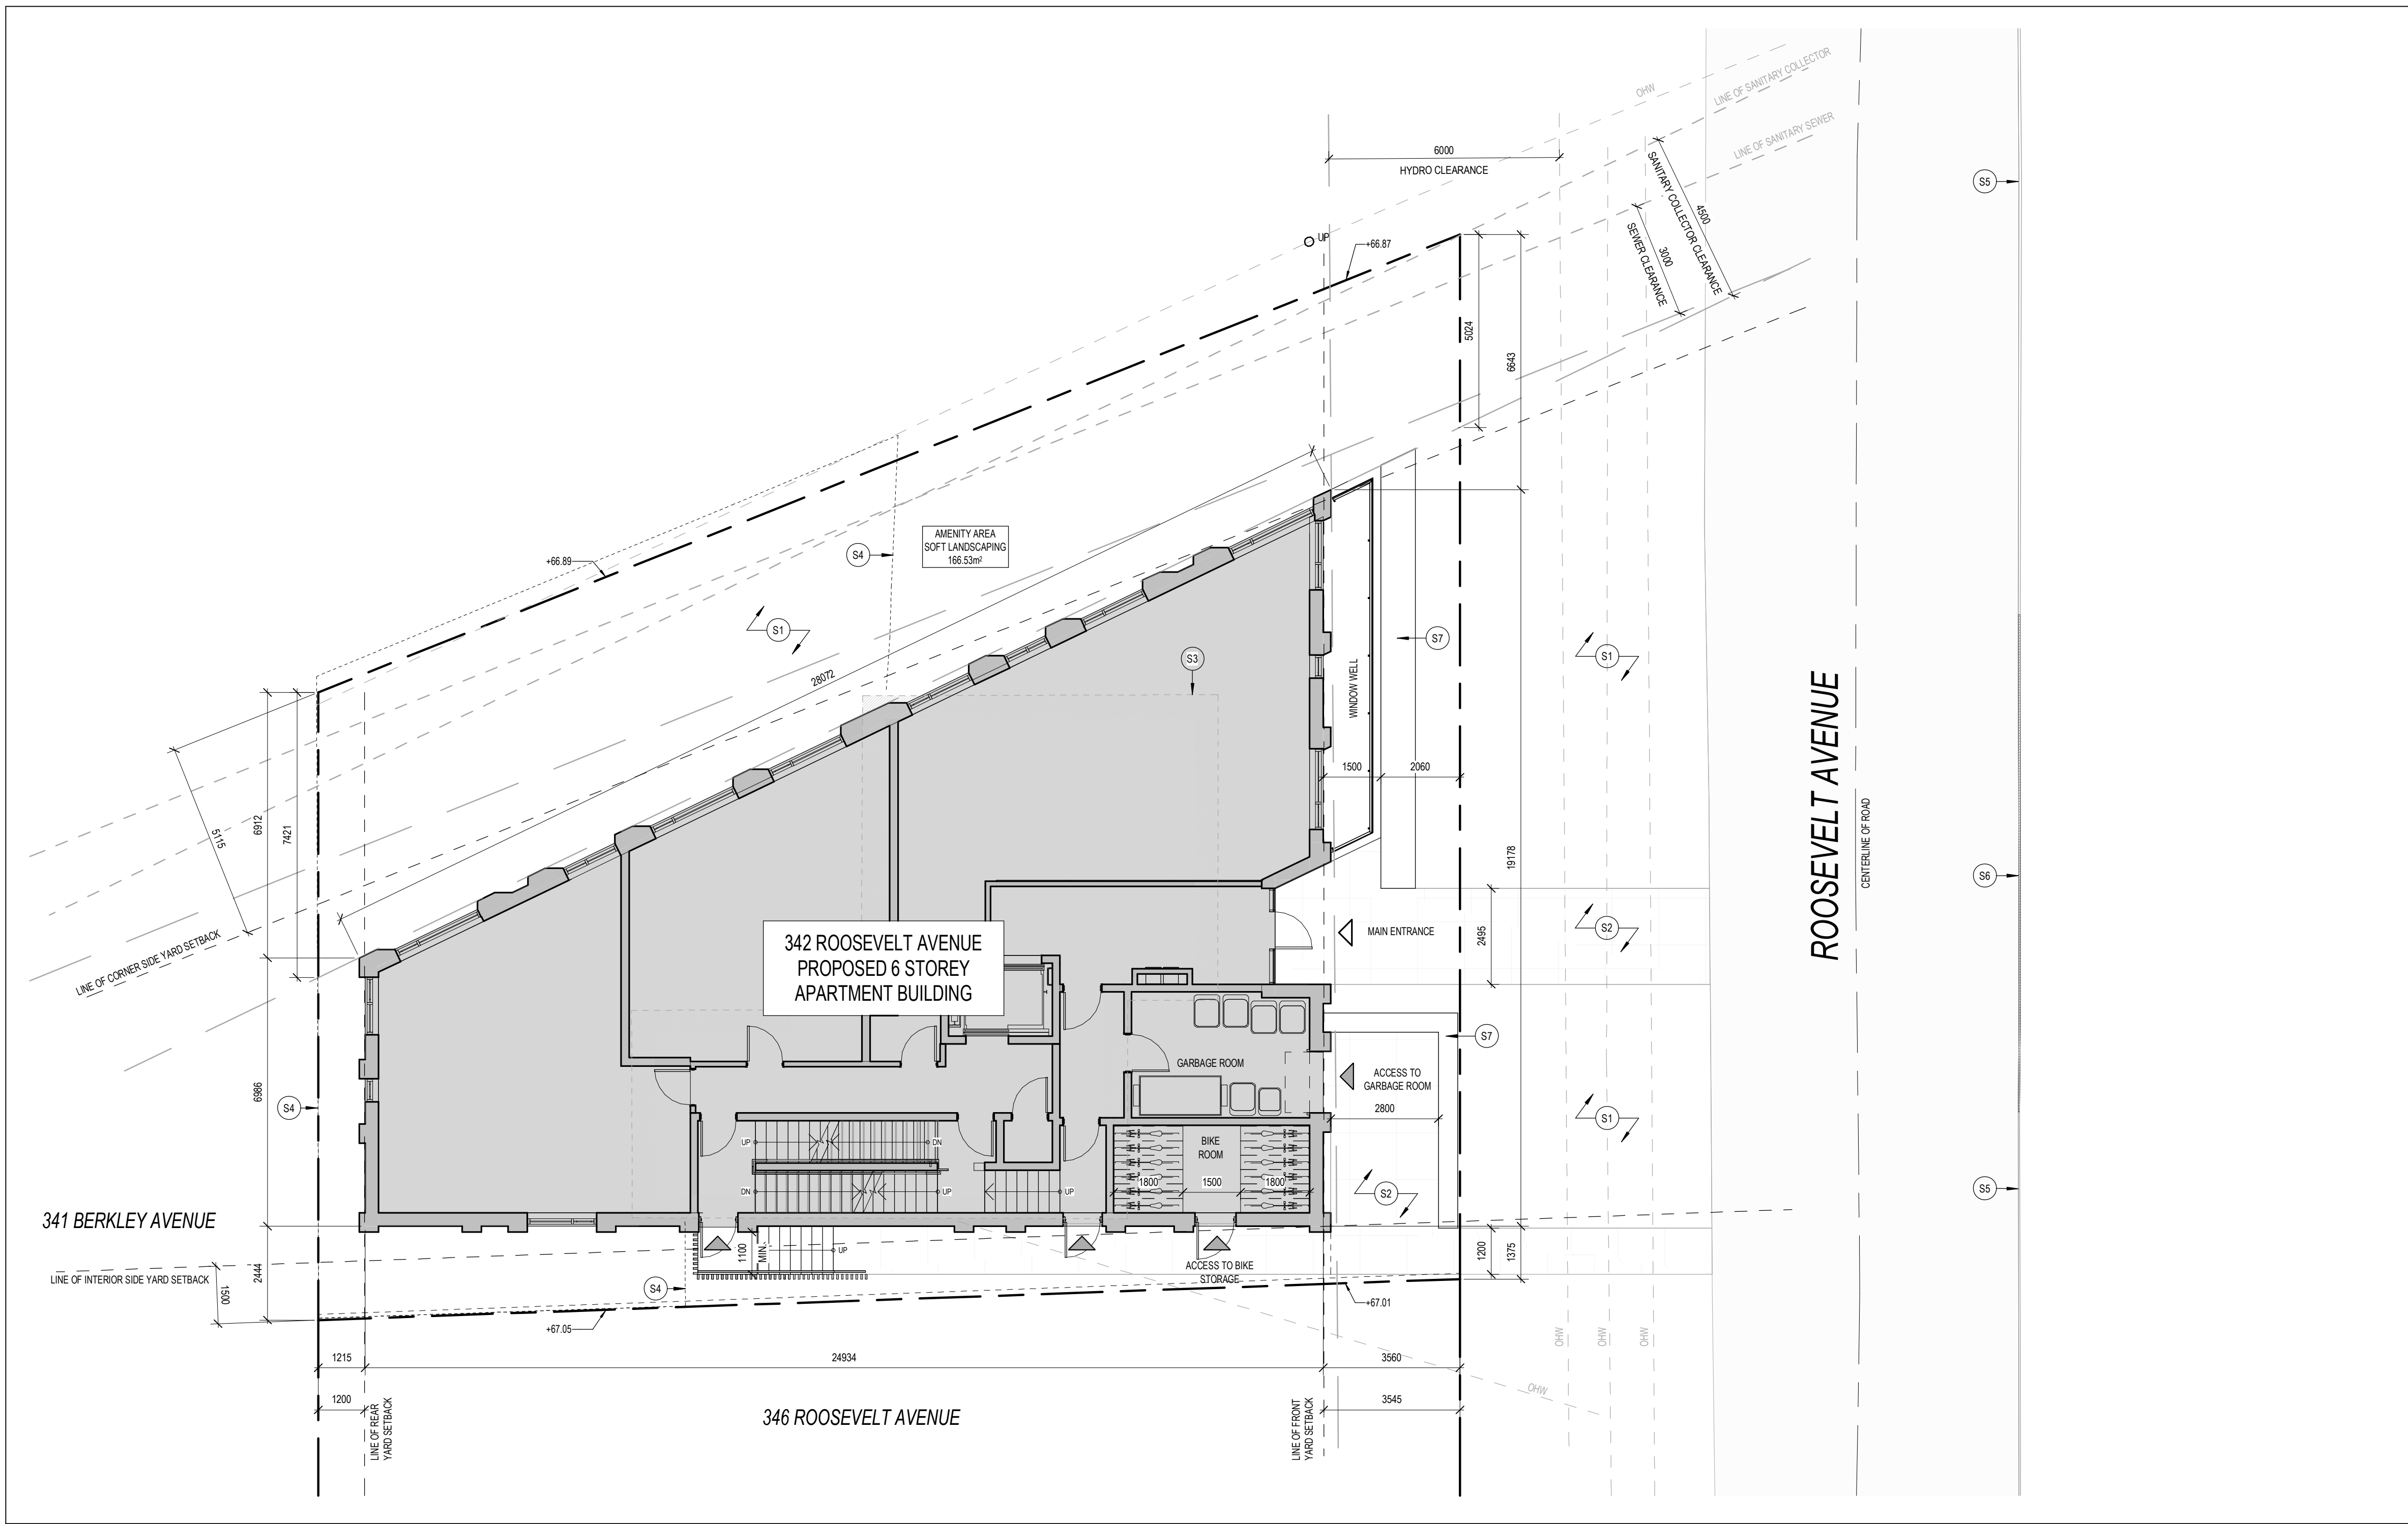 OHW
LINE OF SANITARY COLLECTOR
LINE OF SANITARY SEWER
6000
HYDRO CLEARANCE
SANITARY COLLECTOR CLEARANCE
4500
SEWER CLEARANCE
3000
S5
UP
+66.87
5024
6643
AMENITY AREA
SOFT LANDSCAPING
166.53m²
S4
+66.89
S1
28072
S3
WINDOW WELL
S7
S1
1500
2060
6912
7421
5115
19178
ROOSEVELT AVENUE
CENTERLINE OF ROAD
S6
LINE OF CORNER SIDE YARD SETBACK
342 ROOSEVELT AVENUE
PROPOSED 6 STOREY
APARTMENT BUILDING
MAIN ENTRANCE
2495
S2
S7
GARBAGE ROOM
ACCESS TO
GARBAGE ROOM
2800
S4
6986
S1
UP
DN
BIKE
ROOM
1800
1500
1800
DN
UP
UP
S2
S5
341 BERKLEY AVENUE
1100
MIN.
UP
ACCESS TO BIKE
STORAGE
1200
1375
LINE OF INTERIOR SIDE YARD SETBACK
1500
2444
S4
+67.05
+67.01
OHW
OHW
OHW
1215
24934
3560
1200
LINE OF REAR
YARD SETBACK
346 ROOSEVELT AVENUE
LINE OF FRONT
YARD SETBACK
3545
OHW